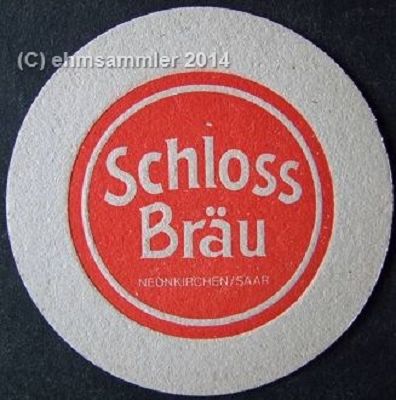 (C) ehmsammler 2014
Schloss
Bräu
NEUNKIRCHEN/SAAR